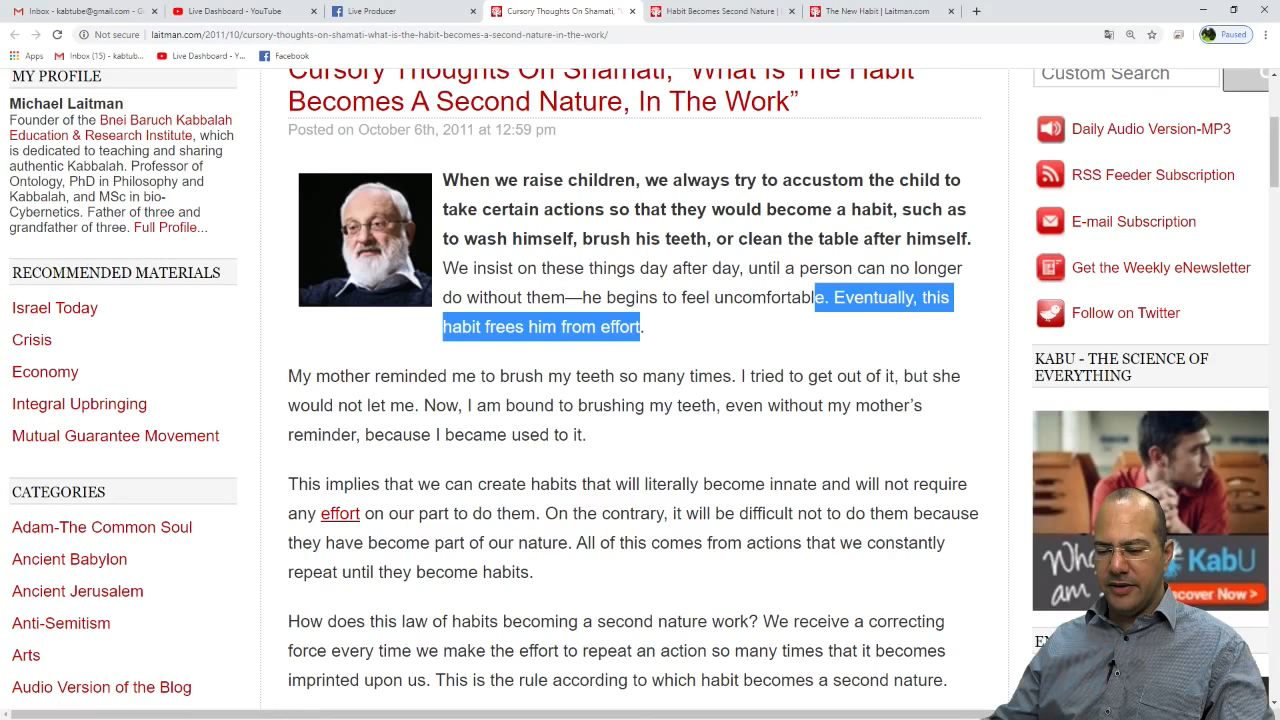 Inbox - kabtube@gmail.com - G
Live Dashboard - YouTube
Live Producer
Cursory Thoughts On Shamati, "
Habit Becomes Second Nature | L
The New Habit | Laitman.com
Not secure
laitman.com/2011/10/cursory-thoughts-on-shamati-what-is-the-habit-becomes-a-second-nature-in-the-work/
Paused
Apps
Inbox (4) - kabtub...
Live Dashboard - Y...
Facebook
MY PROFILE
Michael Laitman
Founder of the Bnei Baruch Kabbalah
Education & Research Institute, which
is dedicated to teaching and sharing
authentic Kabbalah. Professor of
Ontology, PhD in Philosophy and
Kabbalah, and MSc in bio-
Cybernetics. Father of three and
grandfather of three. Full Profile...
RECOMMENDED MATERIALS
Israel Today
Crisis
Economy
Integral Upbringing
Mutual Guarantee Movement
CATEGORIES
Adam-The Common Soul
Ancient Babylon
Ancient Jerusalem
Anti-Semitism
Arts
Audio Version of the Blog
Cursory Thoughts On Shamati, "What Is The Habit
Becomes A Second Nature, In The Work”
Posted on October 6th, 2011 at 12:59 pm
When we raise children, we always try to accustom the child to
take certain actions so that they would become a habit, such as
to wash himself, brush his teeth, or clean the table after himself.
We insist on these things day after day, until a person can no longer
do without them—he begins to feel uncomfortable. Eventually, this
habit frees him from effort.
My mother reminded me to brush my teeth so many times. I tried to get out of it, but she
would not let me. Now, I am bound to brushing my teeth, even without my mother’s
reminder, because I became used to it.
This implies that we can create habits that will literally become innate and will not require
any effort on our part to do them. On the contrary, it will be difficult not to do them because
they have become part of our nature. All of this comes from actions that we constantly
repeat until they become habits.
How does this law of habits becoming a second nature work? We receive a correcting
force every time we make the effort to repeat an action so many times that it becomes
imprinted upon us. This is the rule according to which habit becomes a second nature.
Custom Search
Daily Audio Version-MP3
RSS Feeder Subscription
E-mail Subscription
Get the Weekly eNewsletter
Follow on Twitter
KABU - THE SCIENCE OF
EVERYTHING
KabU
am
iscover Now >